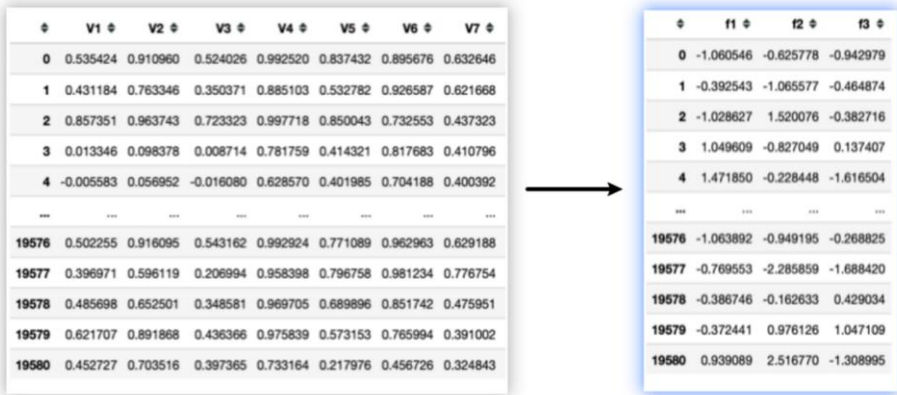 V1 V2 V3 V4 V5 V6 V7
0 0.535424 0.910960 0.524026 0.992520 0.837432 0.895676 0.632646
1 0.431184 0.763346 0.350371 0.885103 0.532782 0.926587 0.621668
2 0.857351 0.963743 0.723323 0.997718 0.850043 0.732553 0.437323
3 0.013346 0.098378 0.008714 0.781759 0.414321 0.817683 0.410796
4 -0.005583 0.056952 -0.016080 0.628570 0.401985 0.704188 0.400392
... ... ... ... ... ... ... ...
19576 0.502255 0.916095 0.543162 0.992924 0.771089 0.962963 0.629188
19577 0.396971 0.596119 0.206994 0.958398 0.796758 0.981234 0.776754
19578 0.485698 0.652501 0.348581 0.969705 0.689896 0.851742 0.475951
19579 0.621707 0.891868 0.436366 0.975839 0.573153 0.765994 0.391002
19580 0.452727 0.703516 0.397365 0.733164 0.217976 0.456726 0.324843
f1 f2 f3
0 -1.060546 -0.625778 -0.942979
1 -0.392543 -1.065577 -0.464874
2 -1.028627 1.520076 -0.382716
3 1.049609 -0.827049 0.137407
4 1.471850 -0.228448 -1.616504
... ... ... ...
19576 -1.063892 -0.949195 -0.268825
19577 -0.769553 -2.285859 -1.688420
19578 -0.386746 -0.162633 0.429034
19579 -0.372441 0.976126 1.047109
19580 0.939089 2.516770 -1.308995